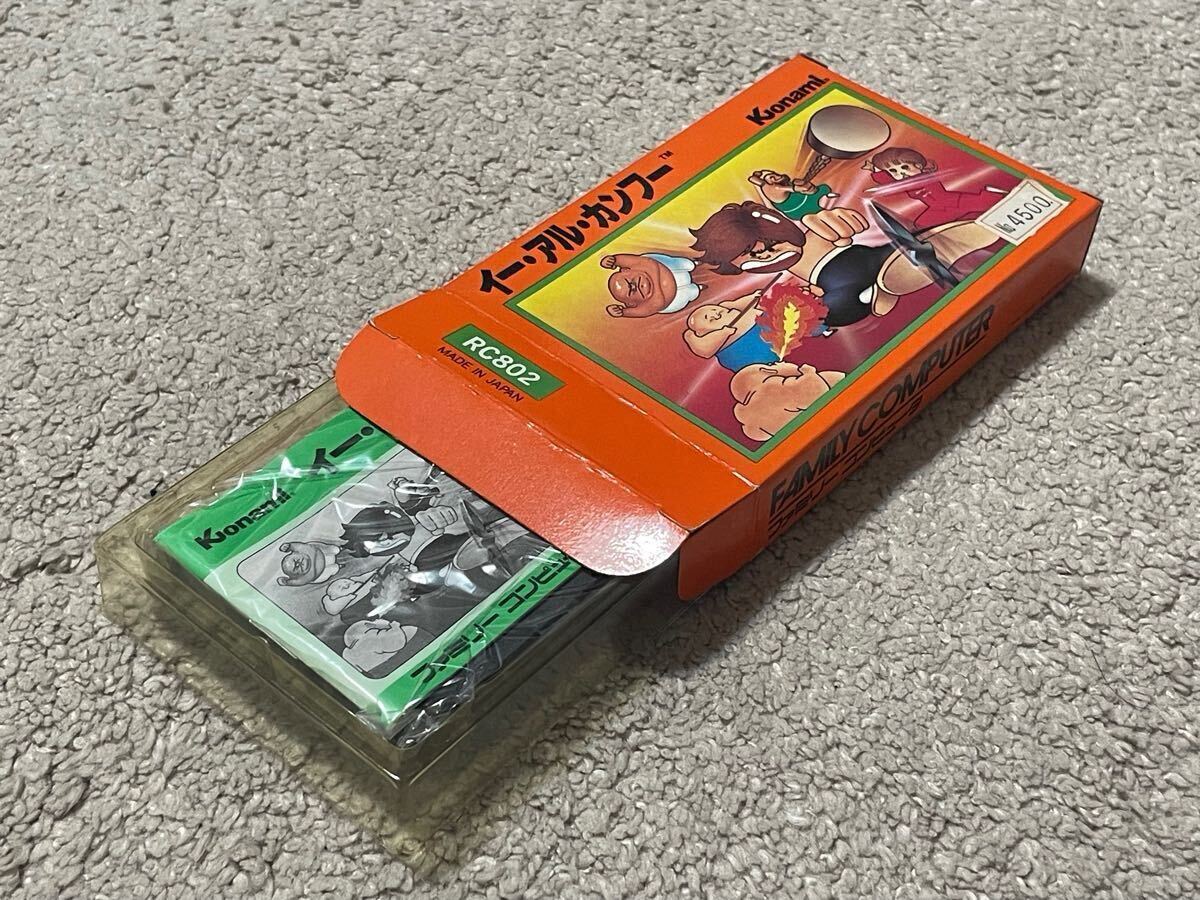 Konami
イー・アル・カンフー™
No 4500.
RC802
MADE IN JAPAN
FAMILY COMPUTER
ファミリーコンピュータ
Konami
イー
ファミリーコンピュ